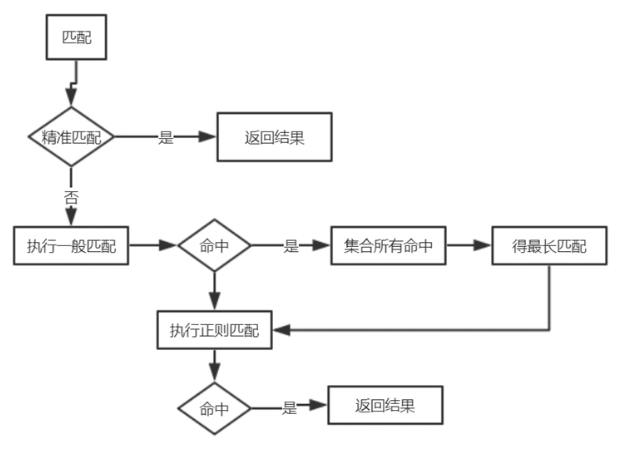 匹配
精准匹配
是
返回结果
否
执行一般匹配
命中
是
集合所有命中
得最长匹配
执行正则匹配
命中
是
返回结果